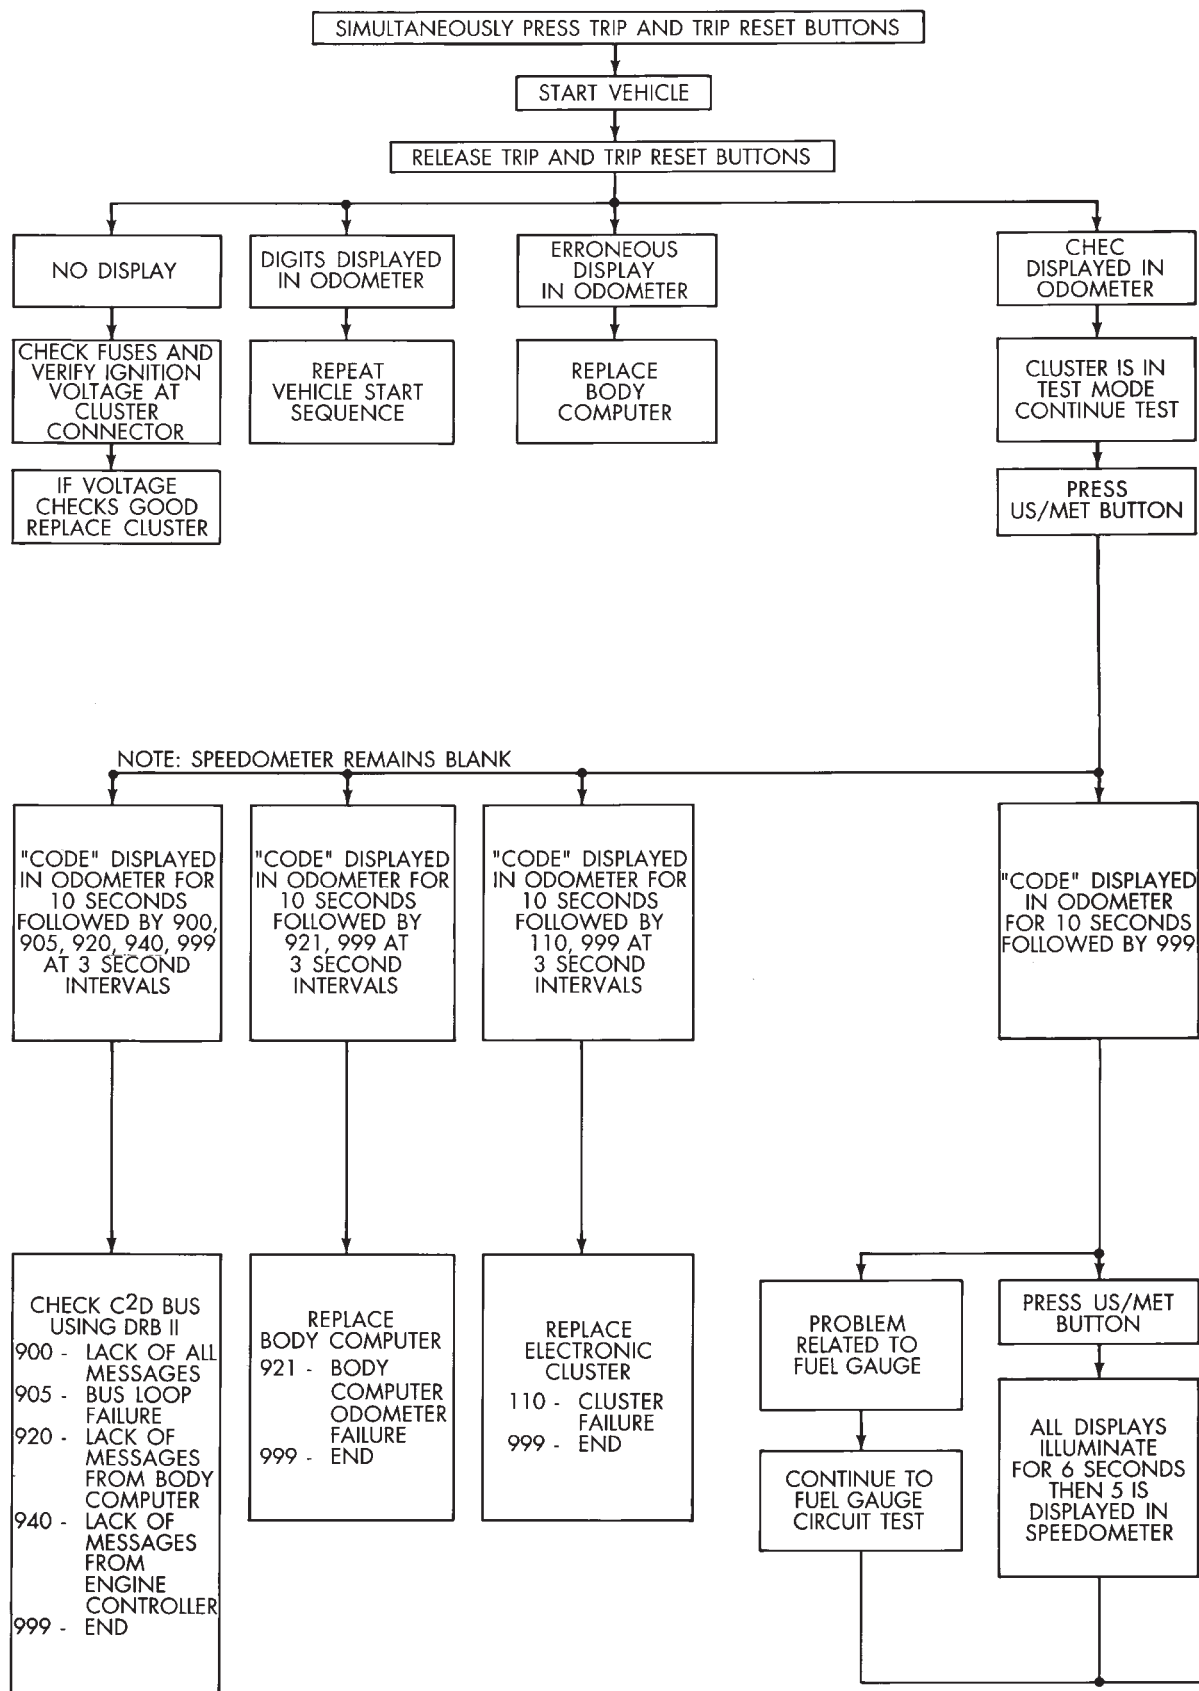 SIMULTANEOUSLY PRESS TRIP AND TRIP RESET BUTTONS
START VEHICLE
RELEASE TRIP AND TRIP RESET BUTTONS
NO DISPLAY
DIGITS DISPLAYED
IN ODOMETER
ERRONEOUS
DISPLAY
IN ODOMETER
CHEC
DISPLAYED IN
ODOMETER
CHECK FUSES AND
VERIFY IGNITION
VOLTAGE AT
CLUSTER
CONNECTOR
REPEAT
VEHICLE START
SEQUENCE
REPLACE
BODY
COMPUTER
CLUSTER IS IN
TEST MODE
CONTINUE TEST
IF VOLTAGE
CHECKS GOOD
REPLACE CLUSTER
PRESS
US/MET BUTTON
NOTE: SPEEDOMETER REMAINS BLANK
"CODE" DISPLAYED
IN ODOMETER FOR
10 SECONDS
FOLLOWED BY 900,
905, 920, 940, 999
AT 3 SECOND
INTERVALS
"CODE" DISPLAYED
IN ODOMETER FOR
10 SECONDS
FOLLOWED BY
921, 999 AT
3 SECOND
INTERVALS
"CODE" DISPLAYED
IN ODOMETER FOR
10 SECONDS
FOLLOWED BY
110, 999 AT
3 SECOND
INTERVALS
"CODE" DISPLAYED
IN ODOMETER
FOR 10 SECONDS
FOLLOWED BY 999
CHECK C2D BUS
USING DRB II
900 - LACK OF ALL
MESSAGES
905 - BUS LOOP
FAILURE
920 - LACK OF
MESSAGES
FROM BODY
COMPUTER
940 - LACK OF
MESSAGES
FROM
ENGINE
CONTROLLER
999 - END
REPLACE
BODY COMPUTER
921 - BODY
COMPUTER
ODOMETER
FAILURE
999 - END
REPLACE
ELECTRONIC
CLUSTER
110 - CLUSTER
FAILURE
999 - END
PROBLEM
RELATED TO
FUEL GAUGE
PRESS US/MET
BUTTON
CONTINUE TO
FUEL GAUGE
CIRCUIT TEST
ALL DISPLAYS
ILLUMINATE
FOR 6 SECONDS
THEN 5 IS
DISPLAYED IN
SPEEDOMETER